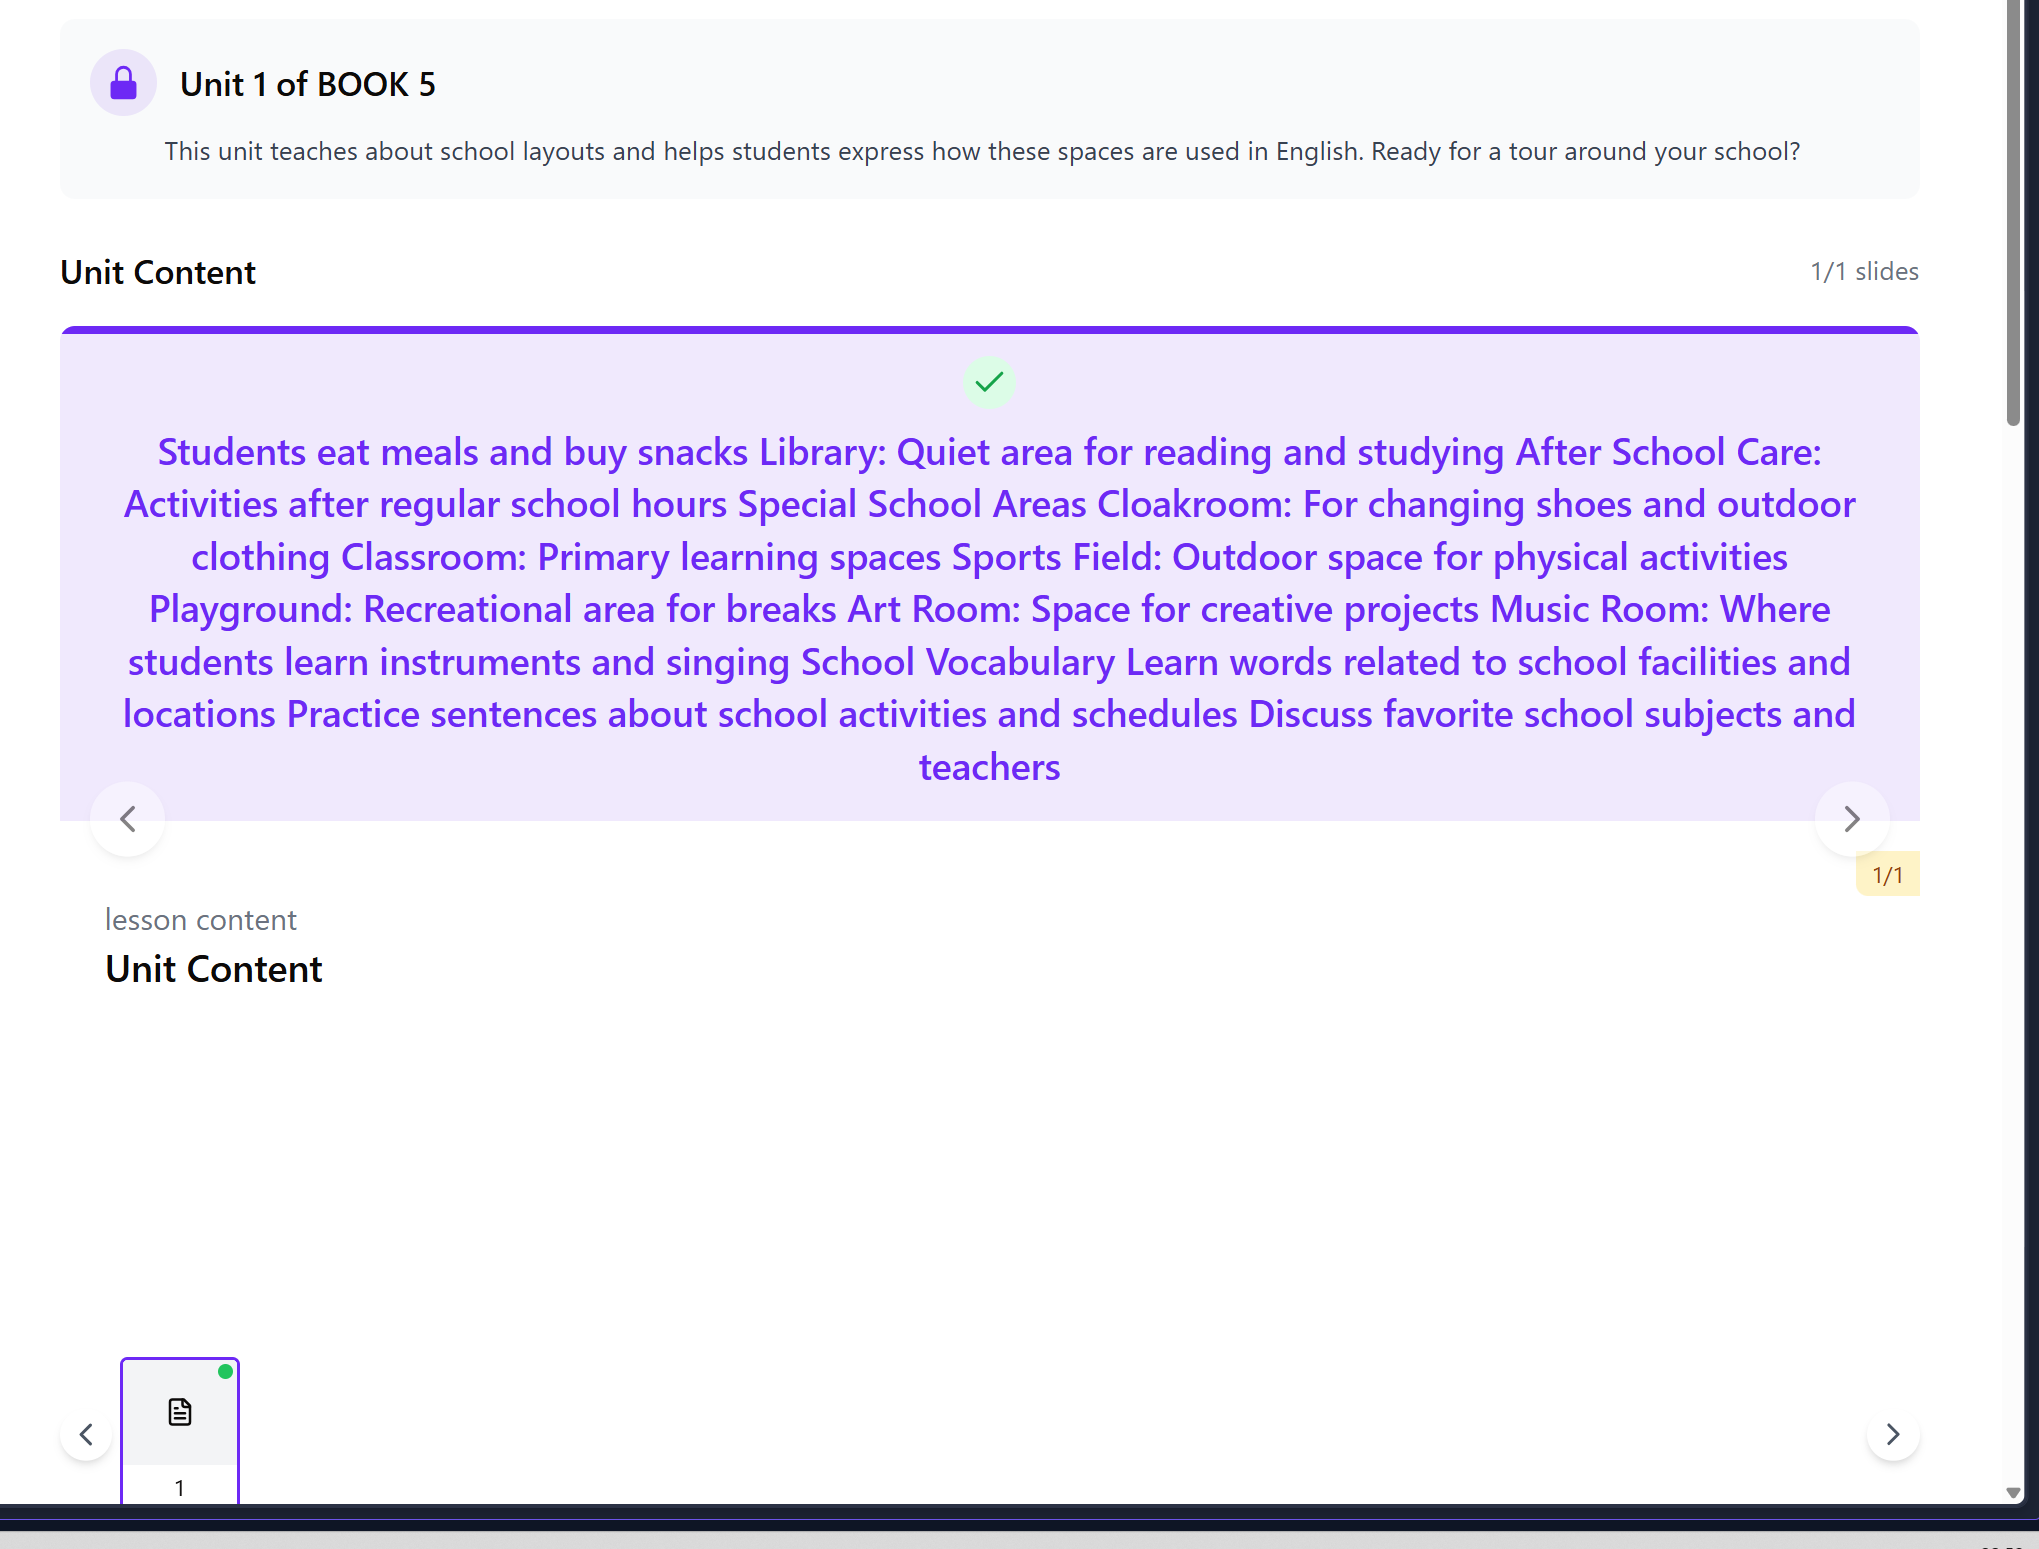 Unit 1 of BOOK 5
This unit teaches about school layouts and helps students express how these spaces are used in English. Ready for a tour around your school?
Unit Content
1/1 slides
Students eat meals and buy snacks Library: Quiet area for reading and studying After School Care:
Activities after regular school hours Special School Areas Cloakroom: For changing shoes and outdoor
clothing Classroom: Primary learning spaces Sports Field: Outdoor space for physical activities
Playground: Recreational area for breaks Art Room: Space for creative projects Music Room: Where
students learn instruments and singing School Vocabulary Learn words related to school facilities and
locations Practice sentences about school activities and schedules Discuss favorite school subjects and
teachers
1/1
lesson content
Unit Content
1